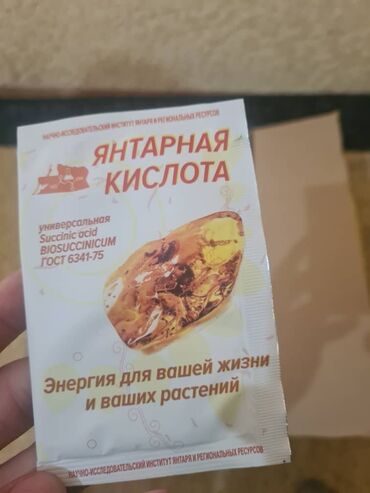 НАУЧНО-ИССЛЕДОВАТЕЛЬСКИЙ ИНСТИТУТ ЯНТАРЯ И РЕГИОНАЛЬНЫХ РЕСУРСОВ
ЯНТАРНАЯ
КИСЛОТА
универсальная
Succinic acid
BIOSUCCINICUM
ГОСТ 6341-75
Энергия для вашей жизни
и ваших растений
НАУЧНО-ИССЛЕДОВАТЕЛЬСКИЙ ИНСТИТУТ ЯНТАРЯ И РЕГИОНАЛЬНЫХ РЕСУРСОВ